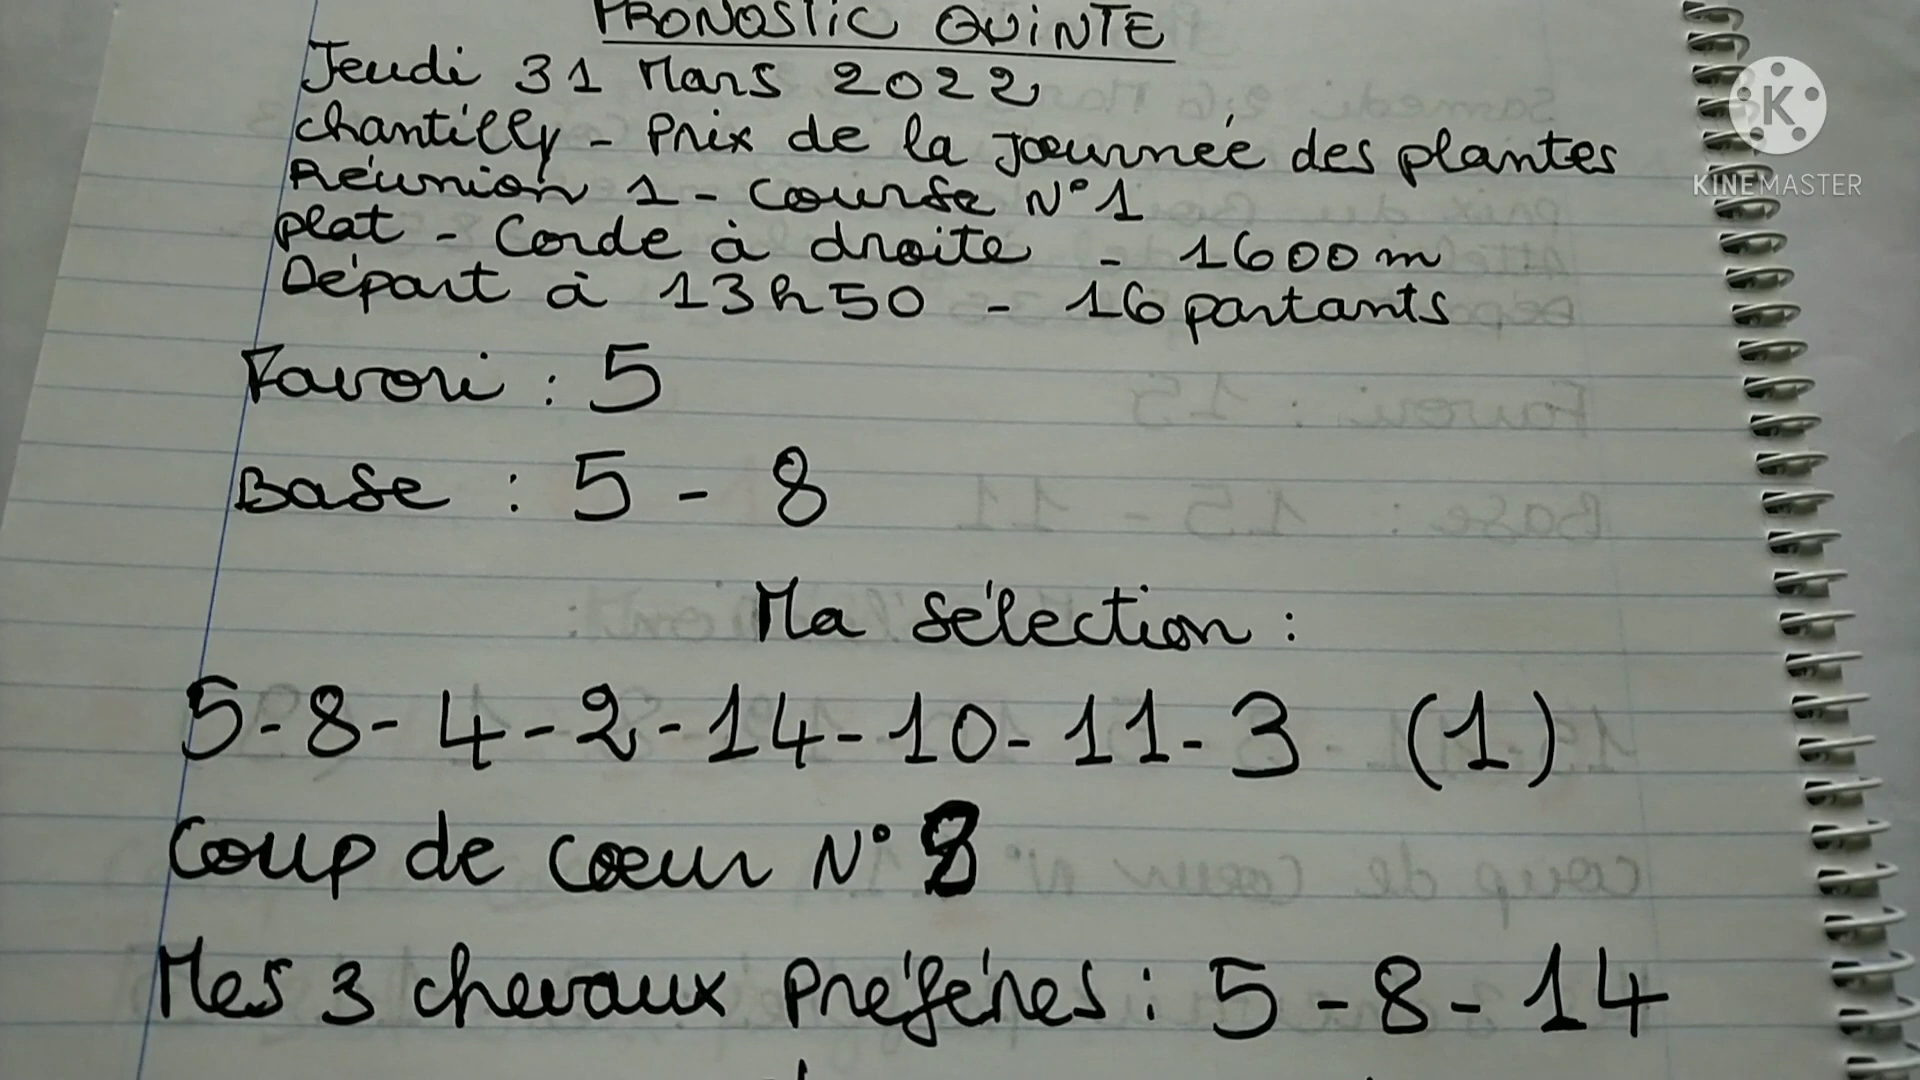 PRONOSTIC QUINTE
Jeudi 31 Mars 2022
chantilly - Prix de la Journée des plantes
Réunion 1 - Course N°1
plat - Corde à droite - 1600m
Départ à 13h50 - 16 partants
Favori : 5
Base : 5 - 8
Ma sélection :
5-8-4-2-14-10-11-3 (1)
Coup de cœur N°
Mes 3 chevaux préférés : 5-8-14
K
KINEMASTER